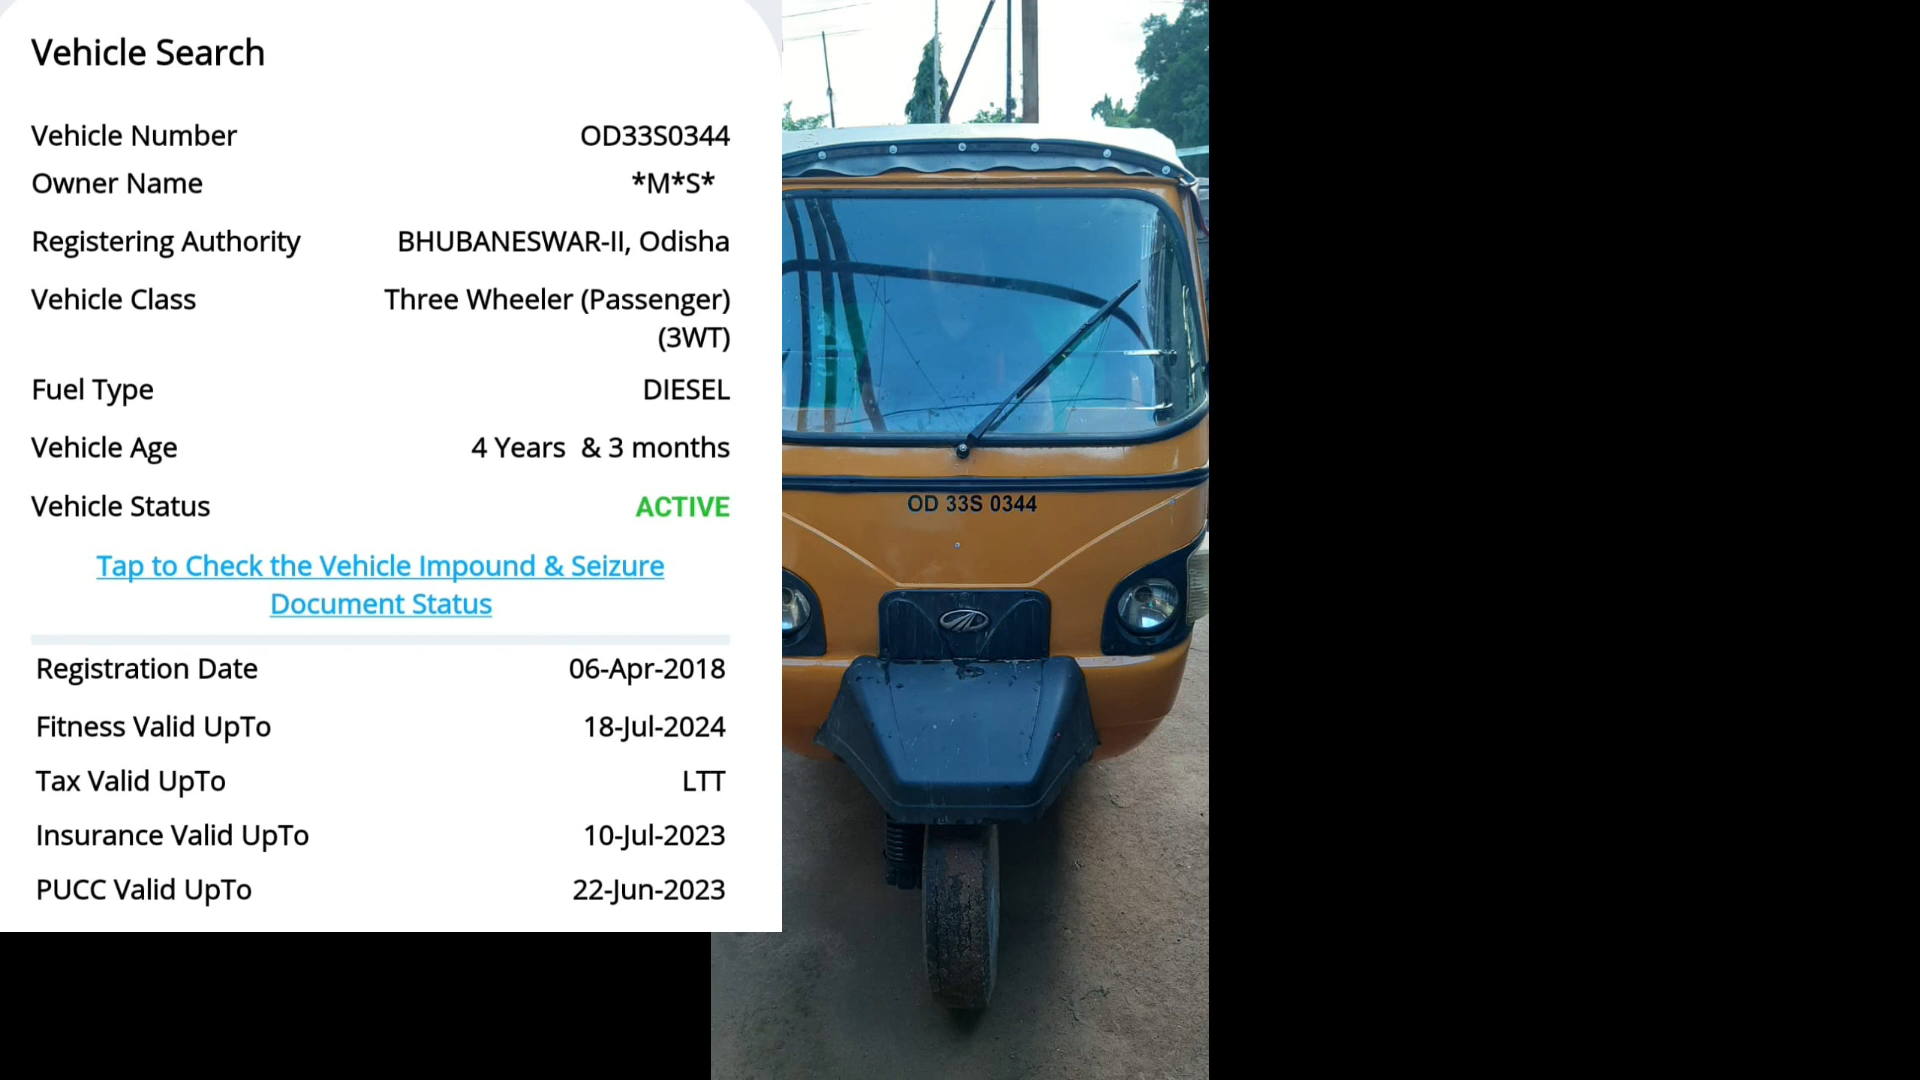 Vehicle Search
Vehicle Number OD33S0344
Owner Name *M*S*
Registering Authority BHUBANESWAR-II, Odisha
Vehicle Class Three Wheeler (Passenger)
(3WT)
Fuel Type DIESEL
Vehicle Age 4 Years & 3 months
Vehicle Status ACTIVE
Tap to Check the Vehicle Impound & Seizure
Document Status
Registration Date 06-Apr-2018
Fitness Valid UpTo 18-Jul-2024
Tax Valid UpTo LTT
Insurance Valid UpTo 10-Jul-2023
PUCC Valid UpTo 22-Jun-2023
OD 33S 0344